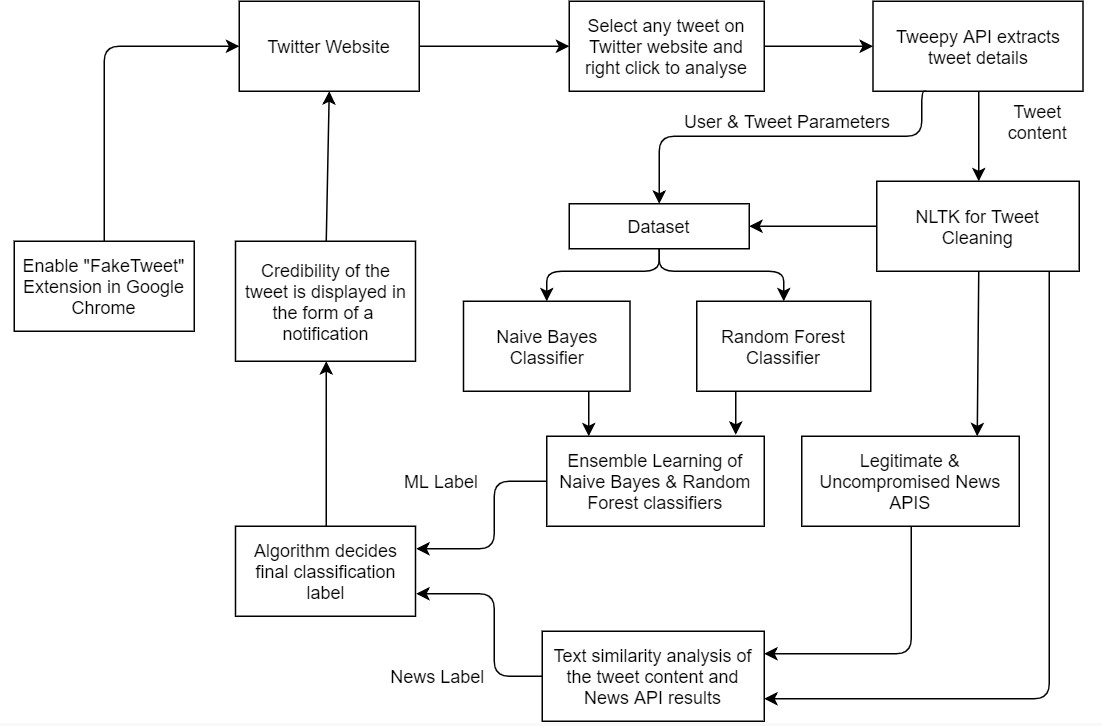 Twitter Website
Select any tweet on
Twitter website and
right click to analyse
Tweepy API extracts
tweet details
User & Tweet Parameters
Tweet
content
Dataset
NLTK for Tweet
Cleaning
Enable "FakeTweet"
Extension in Google
Chrome
Credibility of the
tweet is displayed in
the form of a
notification
Naive Bayes
Classifier
Random Forest
Classifier
ML Label
Ensemble Learning of
Naive Bayes & Random
Forest classifiers
Legitimate &
Uncompromised News
APIS
Algorithm decides
final classification
label
News Label
Text similarity analysis of
the tweet content and
News API results